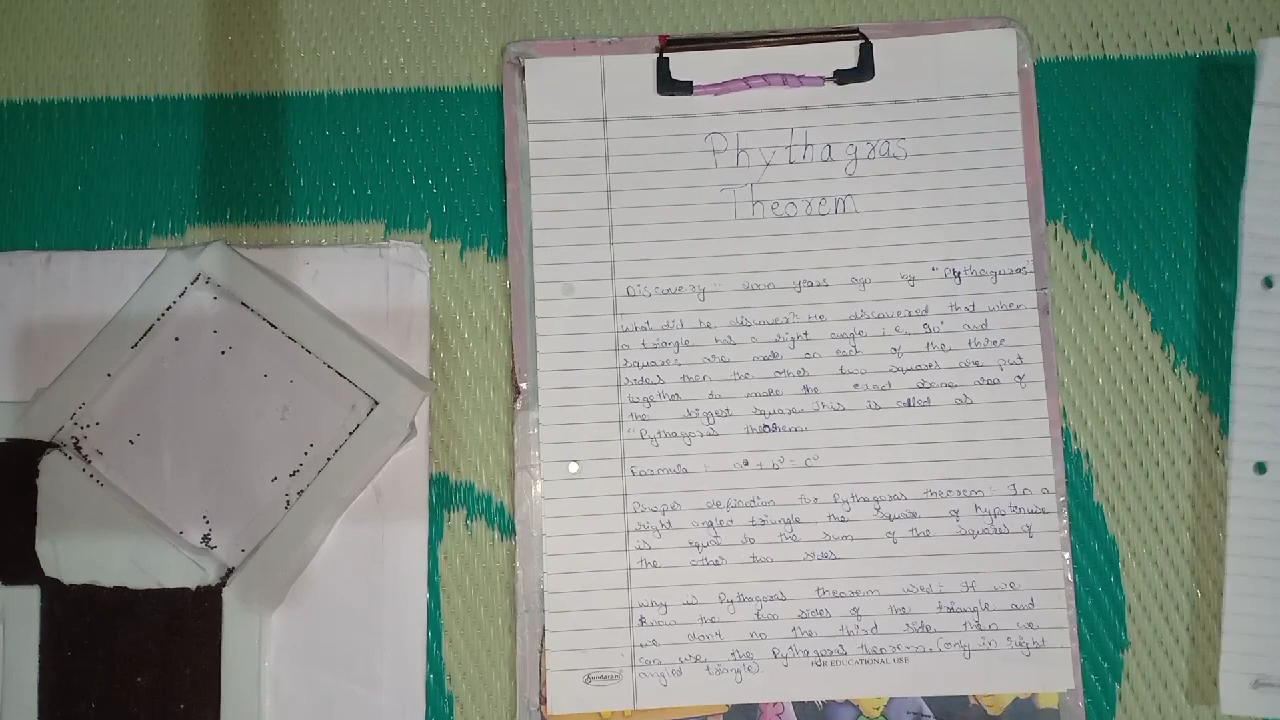 Phythagras
Theorem
Discovery :- 2000 years ago by "Pythagoras"
What did he discover:- He discovered that when
a triangle has a right angle i.e, 90° and
squares are made on each of the three
sides then the other two squares are put
together to make the exact same area of
the biggest square. This is called as
"Pythagoras theorem.
Formula : a² + b² = c²
Proper definition for Pythagoras theorem :- In a
right angled triangle, the square of hypotenuse
is equal to the sum of the squares of
the other two sides
Why is Pythagoras theorem used:- If we
know the two sides of the triangle and
we don't no the third side then we
can use the Pythagoras theorem. (only in right
angled triangle).
Sundaram
FOR EDUCATIONAL USE